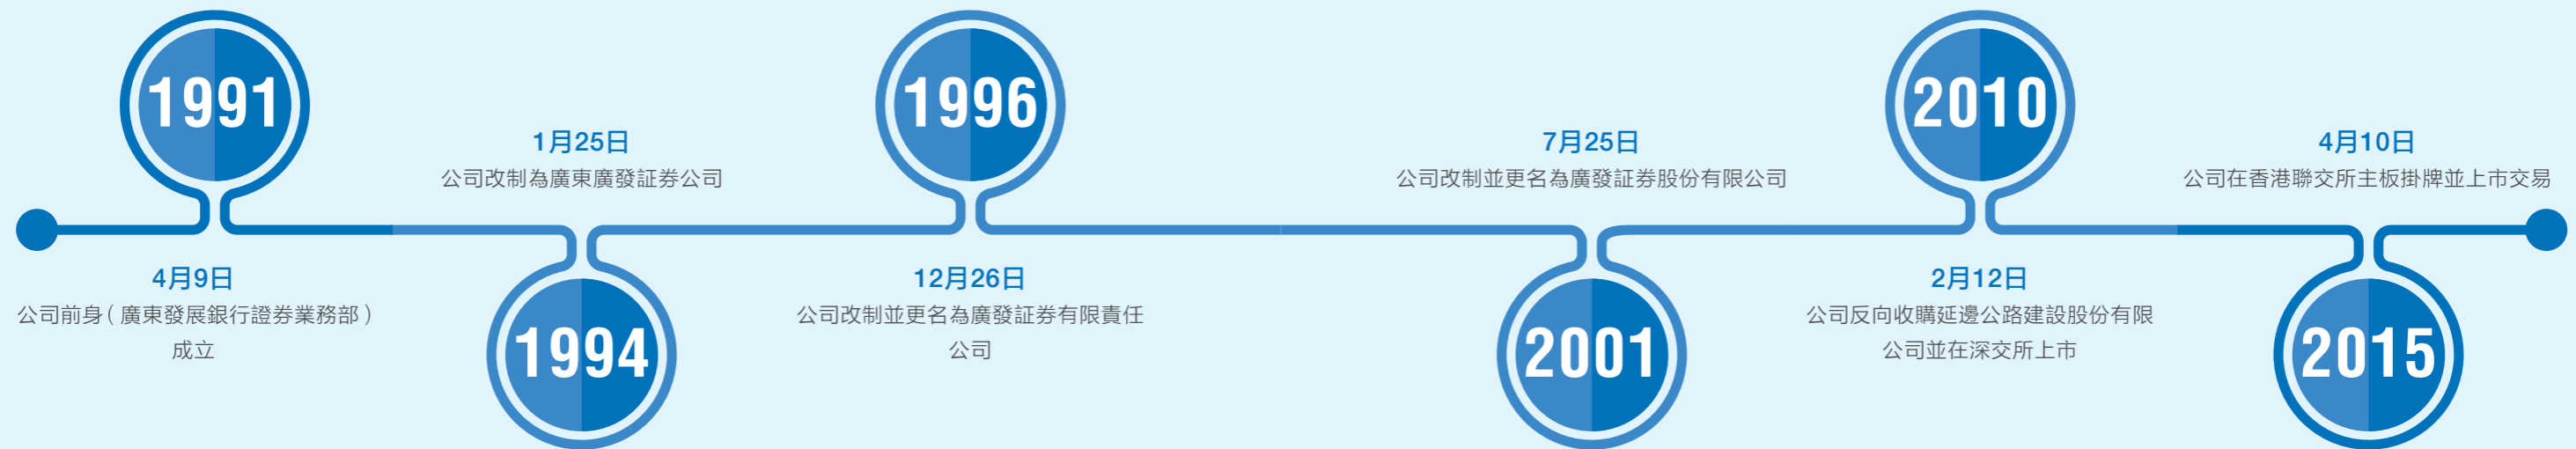 1991
4月9日
公司前身(廣東發展銀行證券業務部)
成立
1月25日
公司改制為廣東廣發証券公司
1994
1996
12月26日
公司改制並更名為廣發証券有限責任
公司
7月25日
公司改制並更名為廣發証券股份有限公司
2001
2010
2月12日
公司反向收購延邊公路建設股份有限
公司並在深交所上市
4月10日
公司在香港聯交所主板掛牌並上市交易
2015